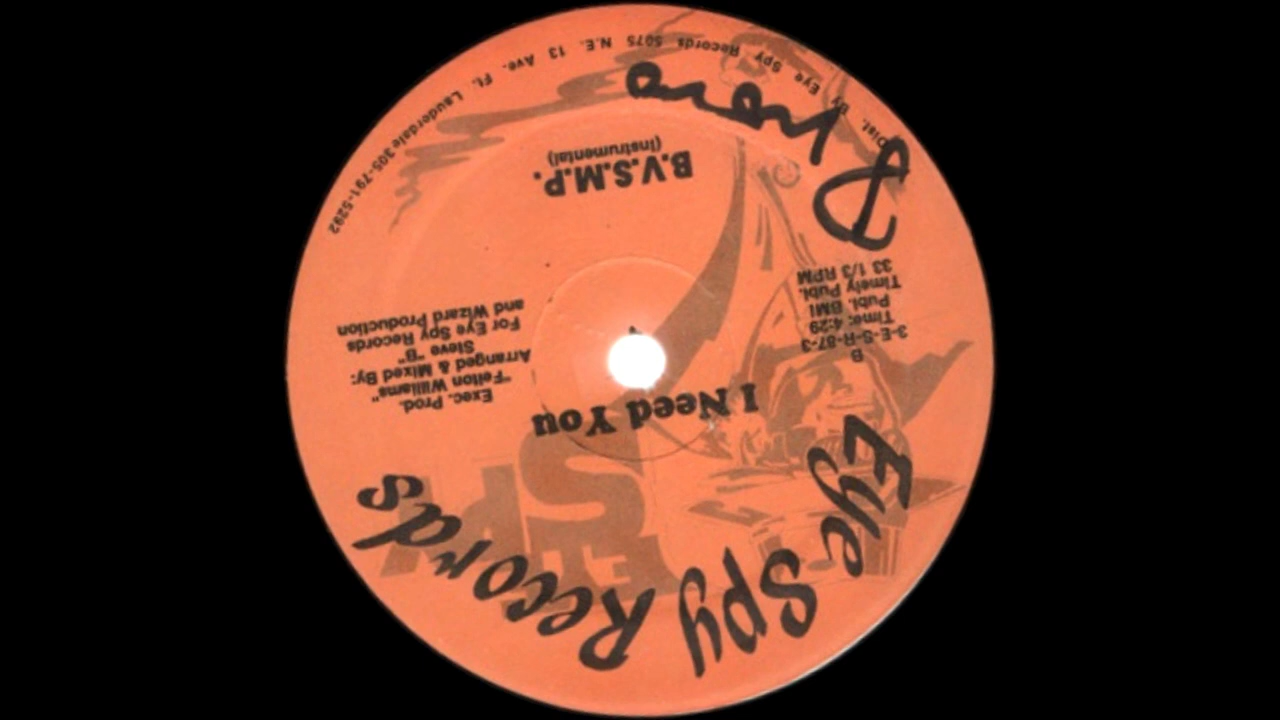 Eye Spy Records
I Need You
B
3-E-S-R-87-3
Time: 4:29
Publ. BMI
Timely Publ.
33 1/3 RPM
Exec. Prod.
"Felton Williams"
Arranged & Mixed By:
Steve "B"
For Eye Spy Records
and Wizard Production
B.V.S.M.P.
(Instrumental)
Dist. By Eye Spy Records 5075 N.E. 13 Ave. Ft. Lauderdale 305-791-5292